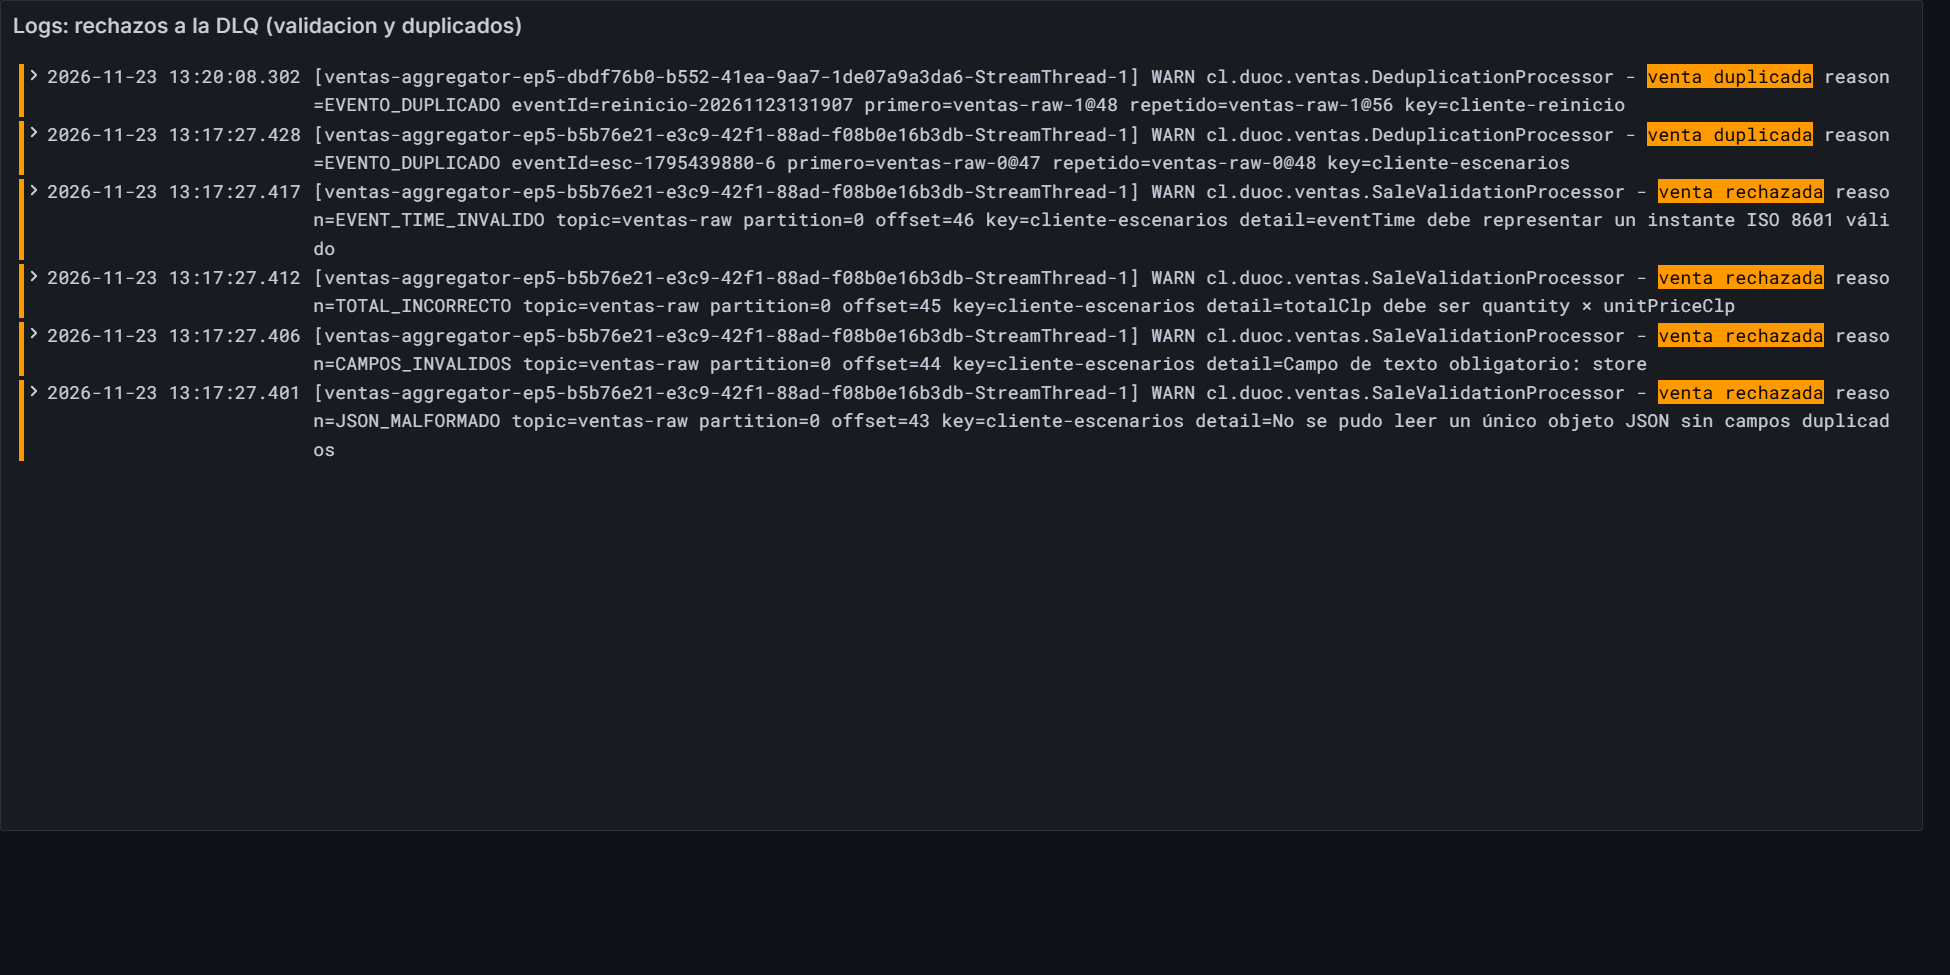 Logs: rechazos a la DLQ (validacion y duplicados)
2026-11-23 13:20:08.302 [ventas-aggregator-ep5-dbdf76b0-b552-41ea-9aa7-1de07a9a3da6-StreamThread-1] WARN cl.duoc.ventas.DeduplicationProcessor - venta duplicada reason
=EVENTO_DUPLICADO eventId=reinicio-20261123131907 primero=ventas-raw-1@48 repetido=ventas-raw-1@56 key=cliente-reinicio
2026-11-23 13:17:27.428 [ventas-aggregator-ep5-b5b76e21-e3c9-42f1-88ad-f08b0e16b3db-StreamThread-1] WARN cl.duoc.ventas.DeduplicationProcessor - venta duplicada reason
=EVENTO_DUPLICADO eventId=esc-1795439880-6 primero=ventas-raw-0@47 repetido=ventas-raw-0@48 key=cliente-escenarios
2026-11-23 13:17:27.417 [ventas-aggregator-ep5-b5b76e21-e3c9-42f1-88ad-f08b0e16b3db-StreamThread-1] WARN cl.duoc.ventas.SaleValidationProcessor - venta rechazada reaso
n=EVENT_TIME_INVALIDO topic=ventas-raw partition=0 offset=46 key=cliente-escenarios detail=eventTime debe representar un instante ISO 8601 váli
do
2026-11-23 13:17:27.412 [ventas-aggregator-ep5-b5b76e21-e3c9-42f1-88ad-f08b0e16b3db-StreamThread-1] WARN cl.duoc.ventas.SaleValidationProcessor - venta rechazada reaso
n=TOTAL_INCORRECTO topic=ventas-raw partition=0 offset=45 key=cliente-escenarios detail=totalClp debe ser quantity × unitPriceClp
2026-11-23 13:17:27.406 [ventas-aggregator-ep5-b5b76e21-e3c9-42f1-88ad-f08b0e16b3db-StreamThread-1] WARN cl.duoc.ventas.SaleValidationProcessor - venta rechazada reaso
n=CAMPOS_INVALIDOS topic=ventas-raw partition=0 offset=44 key=cliente-escenarios detail=Campo de texto obligatorio: store
2026-11-23 13:17:27.401 [ventas-aggregator-ep5-b5b76e21-e3c9-42f1-88ad-f08b0e16b3db-StreamThread-1] WARN cl.duoc.ventas.SaleValidationProcessor - venta rechazada reaso
n=JSON_MALFORMADO topic=ventas-raw partition=0 offset=43 key=cliente-escenarios detail=No se pudo leer un único objeto JSON sin campos duplicad
os